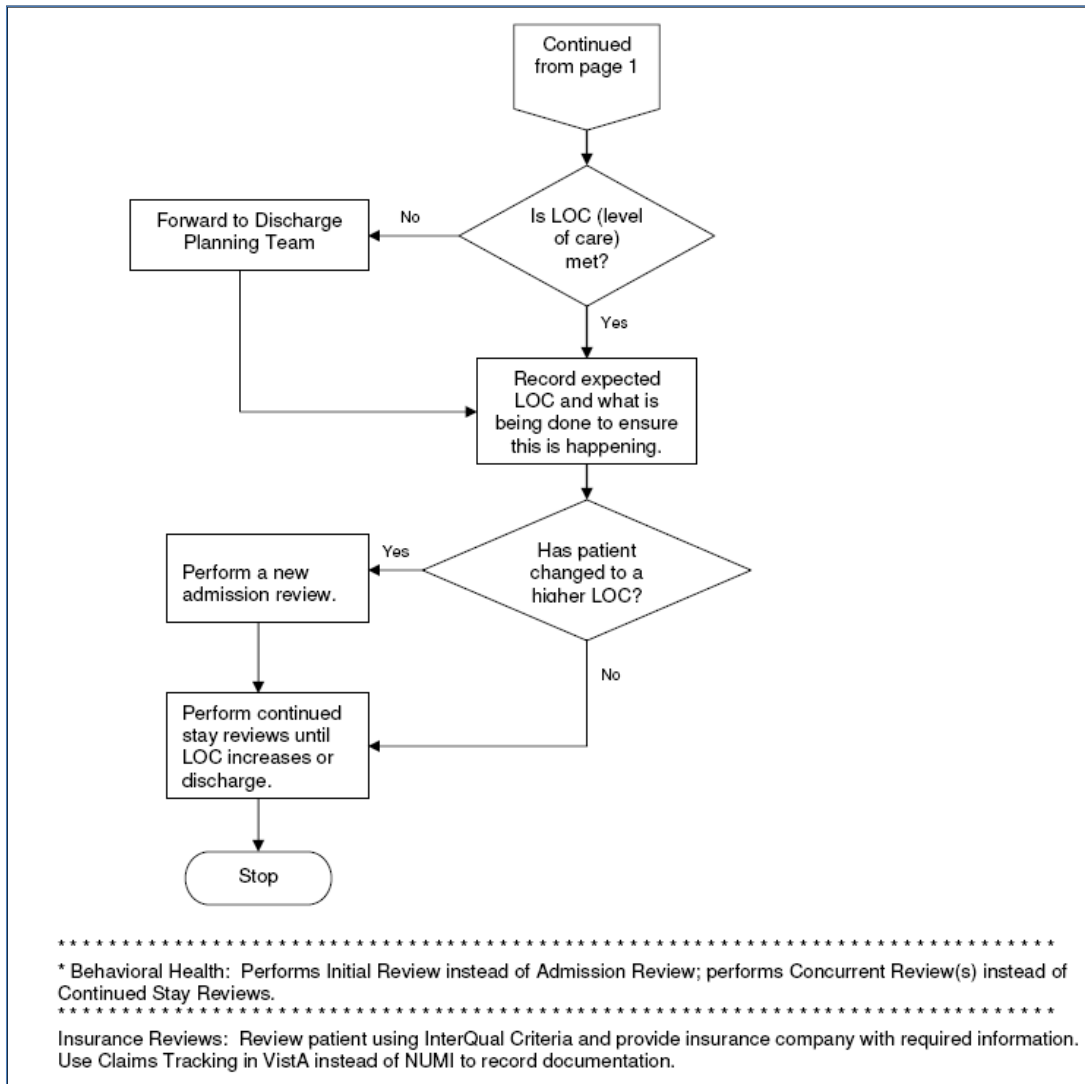 Continued
from page 1
Is LOC (level
of care)
met?
No
Forward to Discharge
Planning Team
Yes
Record expected
LOC and what is
being done to ensure
this is happening.
Has patient
changed to a
higher LOC?
Yes
Perform a new
admission review.
No
Perform continued
stay reviews until
LOC increases or
discharge.
Stop
* Behavioral Health: Performs Initial Review instead of Admission Review; performs Concurrent Review(s) instead of
Continued Stay Reviews.
Insurance Reviews: Review patient using InterQual Criteria and provide insurance company with required information.
Use Claims Tracking in VistA instead of NUMI to record documentation.